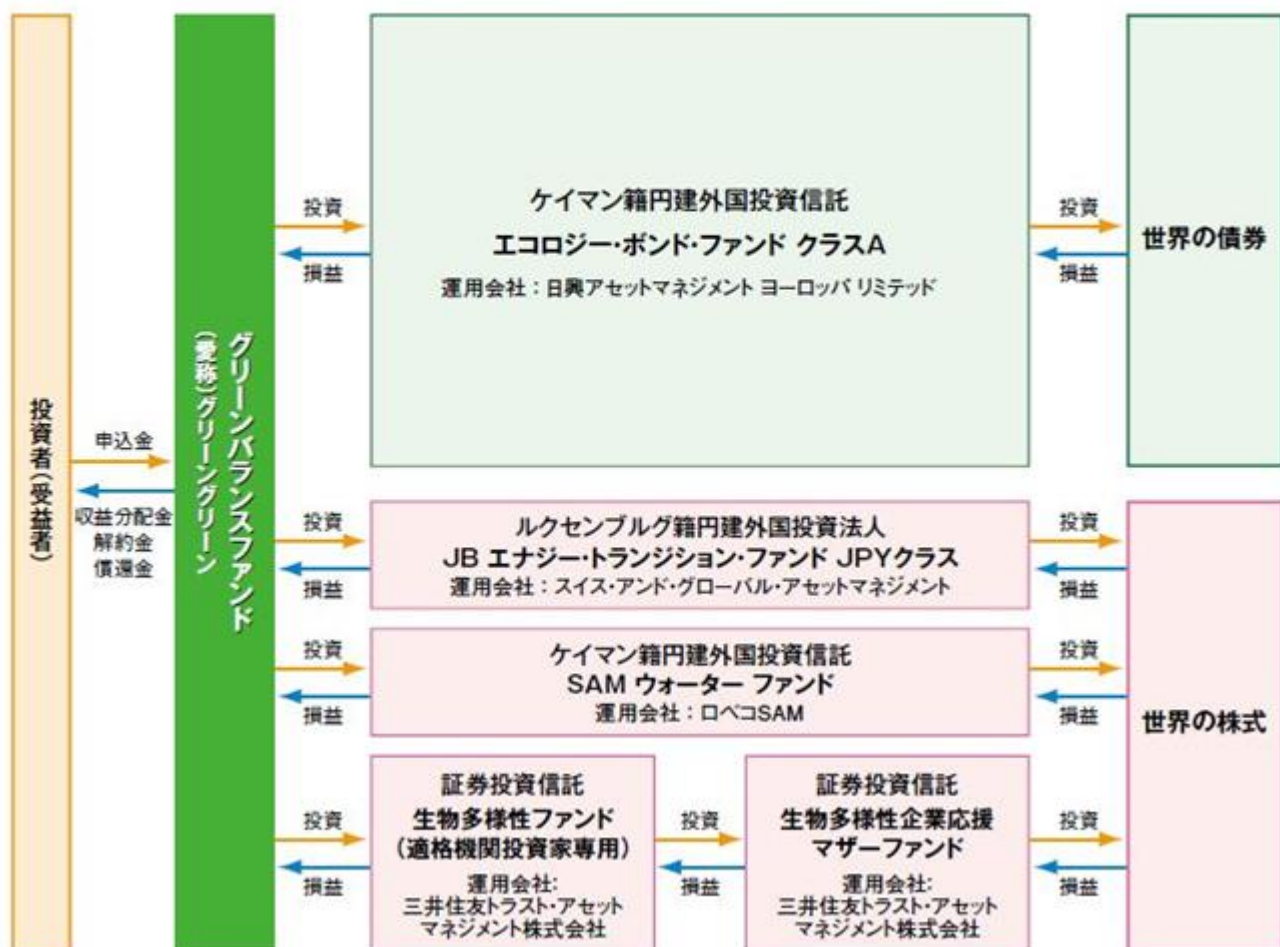 投資者(受益者)
申込金
収益分配金
解約金
償還金
グリーンバランスファンド
(愛称)グリーングリーン
投資
損益
ケイマン籍円建外国投資信託
エコロジー・ボンド・ファンド クラスA
運用会社：日興アセットマネジメント ヨーロッパ リミテッド
投資
損益
世界の債券
投資
損益
ルクセンブルグ籍円建外国投資法人
JB エナジー・トランジション・ファンド JPYクラス
運用会社：スイス・アンド・グローバル・アセットマネジメント
投資
損益
投資
損益
ケイマン籍円建外国投資信託
SAM ウォーター ファンド
運用会社：ロベコSAM
投資
損益
世界の株式
投資
損益
証券投資信託
生物多様性ファンド
(適格機関投資家専用)
運用会社：
三井住友トラスト・アセット
マネジメント株式会社
投資
損益
証券投資信託
生物多様性企業応援
マザーファンド
運用会社：
三井住友トラスト・アセット
マネジメント株式会社
投資
損益